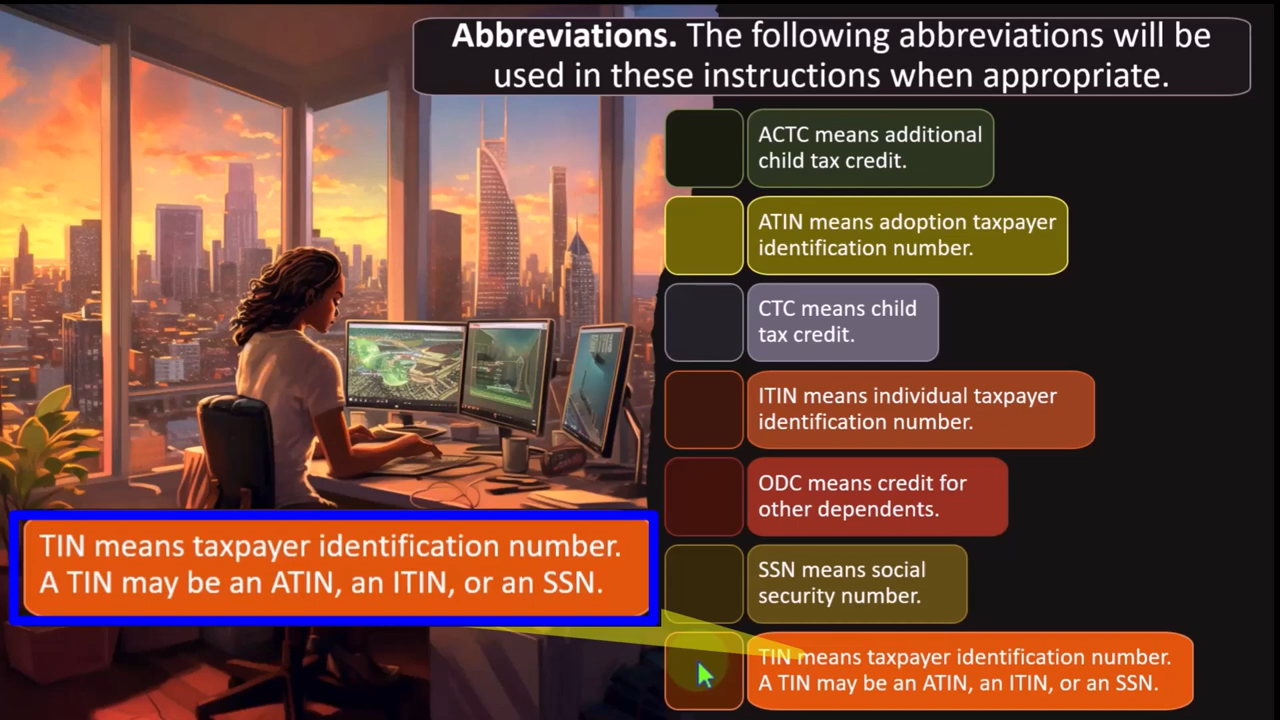 Abbreviations. The following abbreviations will be
used in these instructions when appropriate.
ACTC means additional
child tax credit.
ATIN means adoption taxpayer
identification number.
CTC means child
tax credit.
ITIN means individual taxpayer
identification number.
ODC means credit for
other dependents.
SSN means social
security number.
TIN means taxpayer identification number.
A TIN may be an ATIN, an ITIN, or an SSN.
TIN means taxpayer identification number.
A TIN may be an ATIN, an ITIN, or an SSN.